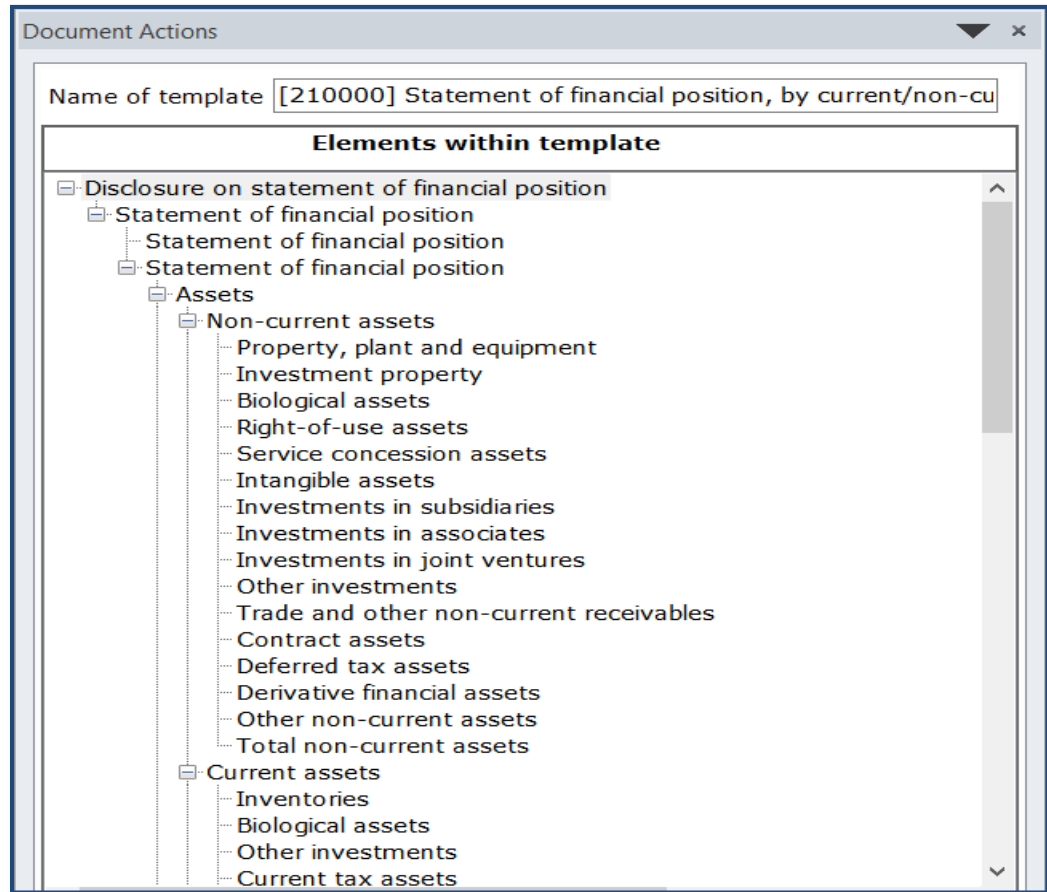 Document Actions
Name of template [210000] Statement of financial position, by current/non-cu
Elements within template
Disclosure on statement of financial position
Statement of financial position
Statement of financial position
Statement of financial position
Assets
Non-current assets
Property, plant and equipment
Investment property
Biological assets
Right-of-use assets
Service concession assets
Intangible assets
Investments in subsidiaries
Investments in associates
Investments in joint ventures
Other investments
Trade and other non-current receivables
Contract assets
Deferred tax assets
Derivative financial assets
Other non-current assets
Total non-current assets
Current assets
Inventories
Biological assets
Other investments
Current tax assets